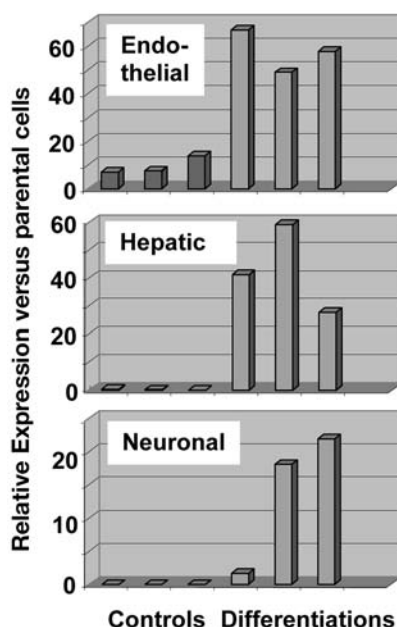 Relative Expression versus parental cells
Endo-
thelial
60
40
20
0
Hepatic
60
40
20
0
Neuronal
20
10
0
Controls Differentiations